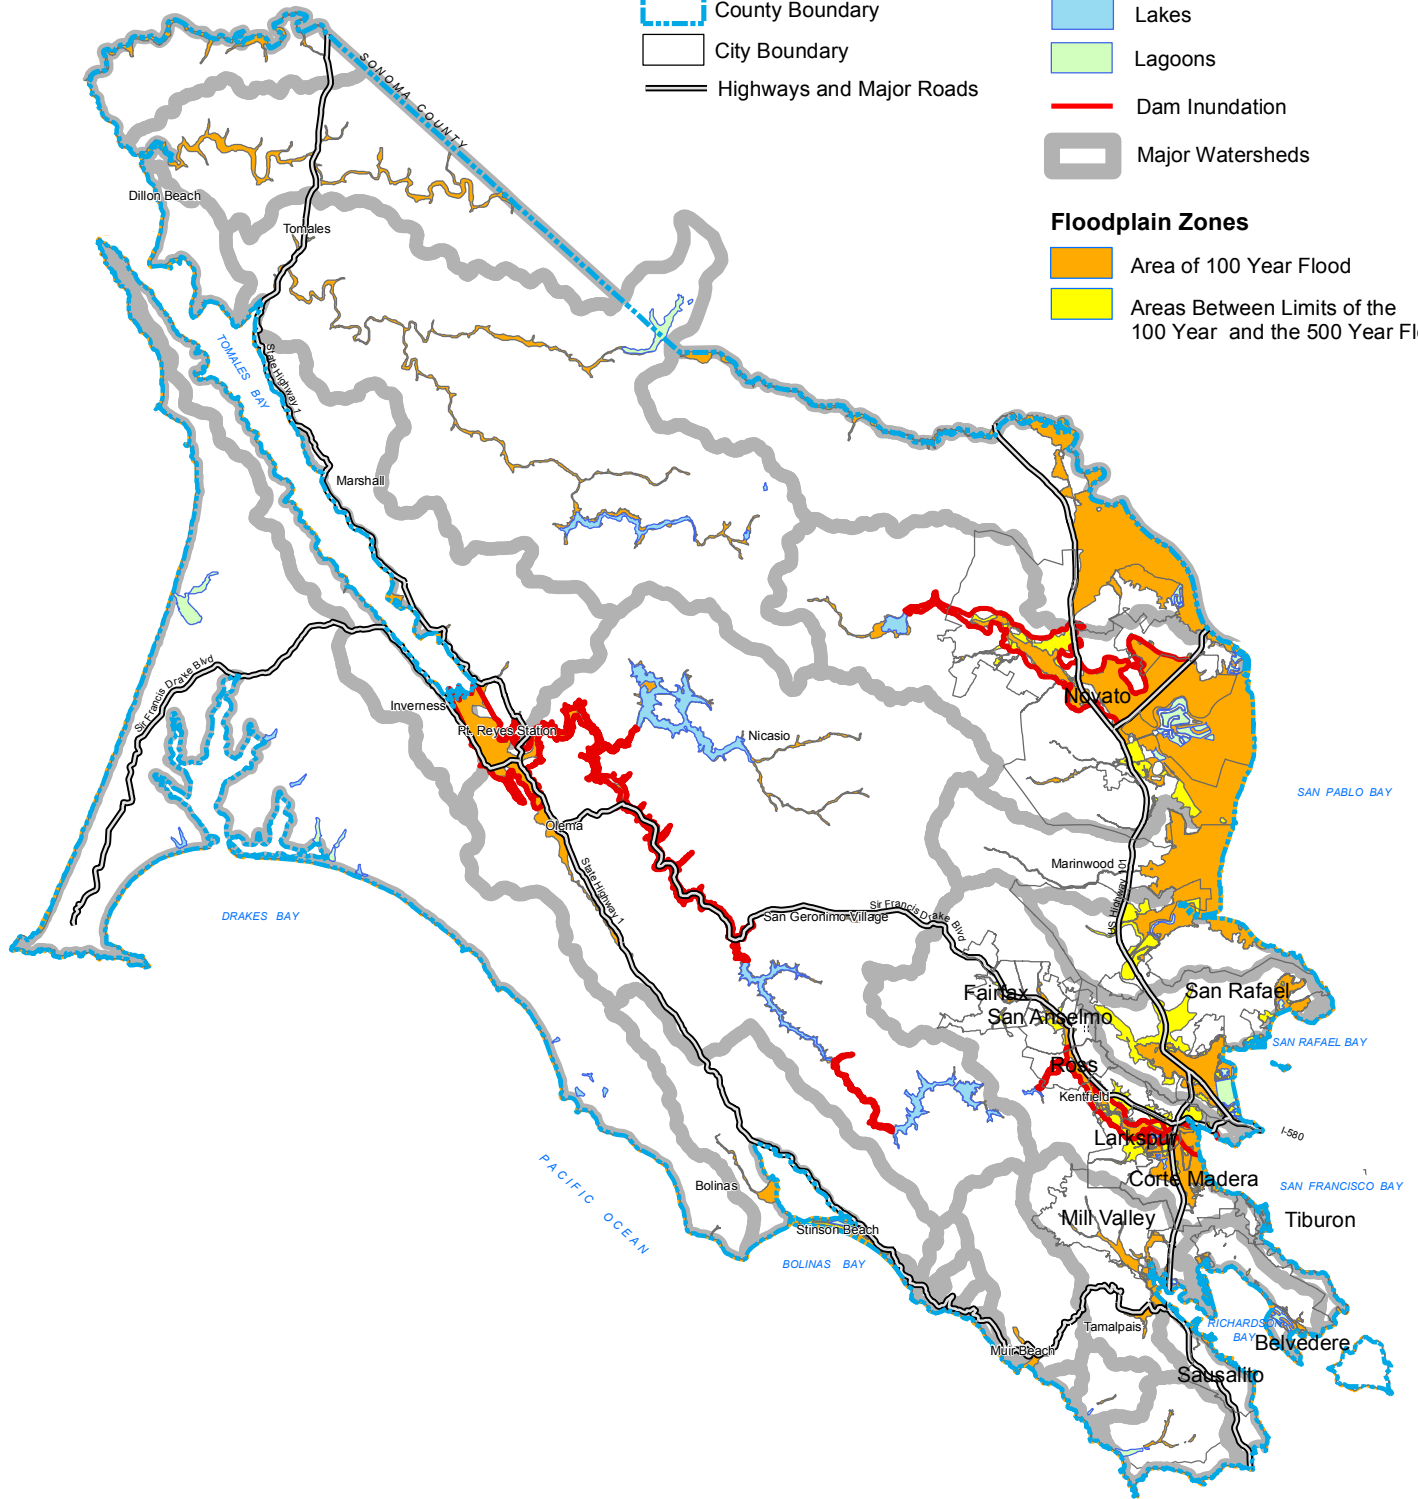 County Boundary
City Boundary
Highways and Major Roads
Lakes
Lagoons
Dam Inundation
Major Watersheds
Floodplain Zones
Area of 100 Year Flood
Areas Between Limits of the
100 Year and the 500 Year Fl
SONOMA COUNTY
Dillon Beach
Tomales
TOMALES BAY
State Highway 1
Marshall
Sir Francis Drake Blvd
Inverness
Pt. Reyes Station
Nicasio
Novato
SAN PABLO BAY
Olema
State Highway 1
Marinwood
US Highway 101
DRAKES BAY
San Geronimo Village
Sir Francis Drake Blvd
Fairfax
San Anselmo
San Rafael
SAN RAFAEL BAY
Ross
Kentfield
I-580
Larkspur
Corte Madera
SAN FRANCISCO BAY
Bolinas
PACIFIC OCEAN
Mill Valley
Tiburon
Stinson Beach
BOLINAS BAY
Tamalpais
RICHARDSON
BAY
Belvedere
Muir Beach
Sausalito